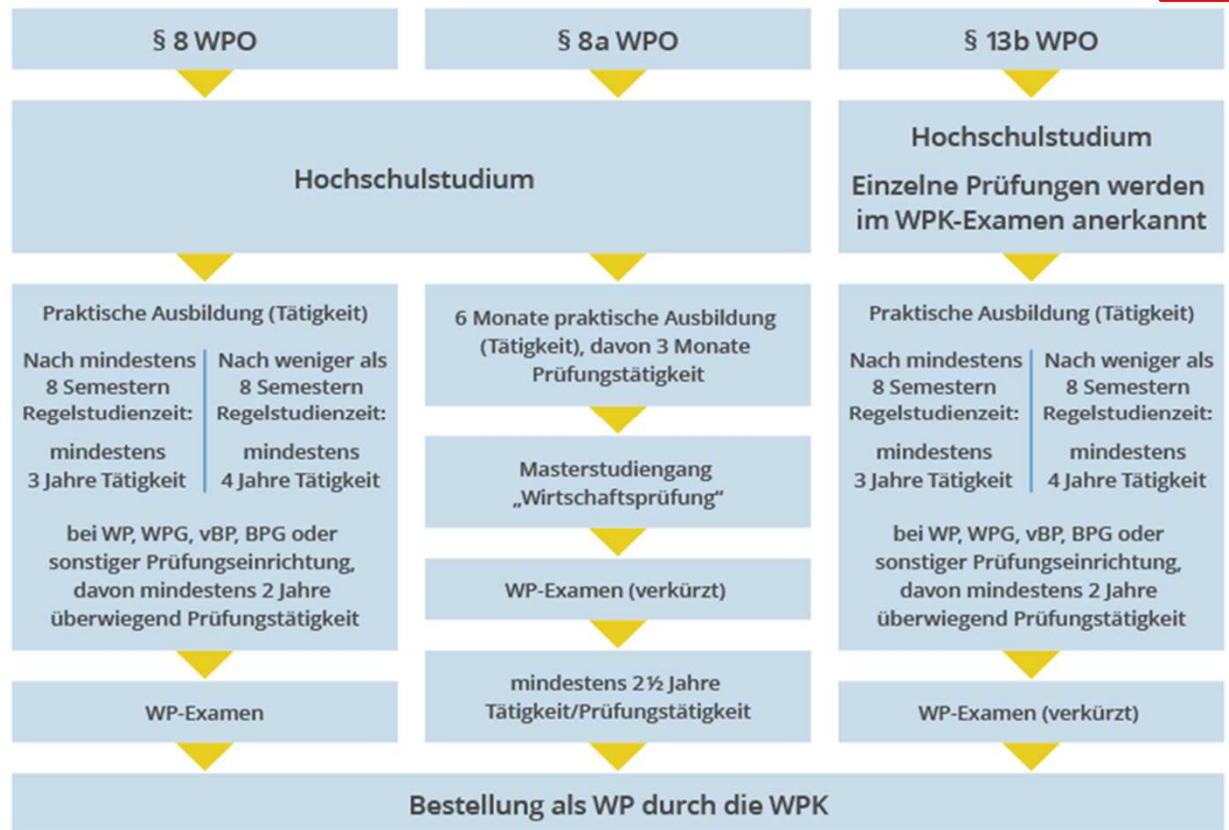 § 8 WPO
§ 8a WPO
§ 13b WPO
Hochschulstudium
Hochschulstudium
Einzelne Prüfungen werden
im WPK-Examen anerkannt
Praktische Ausbildung (Tätigkeit)
Nach mindestens
8 Semestern
Regelstudienzeit:
mindestens
3 Jahre Tätigkeit
Nach weniger als
8 Semestern
Regelstudienzeit:
mindestens
4 Jahre Tätigkeit
bei WP, WPG, vBP, BPG oder
sonstiger Prüfungseinrichtung,
davon mindestens 2 Jahre
überwiegend Prüfungstätigkeit
WP-Examen
6 Monate praktische Ausbildung
(Tätigkeit), davon 3 Monate
Prüfungstätigkeit
Masterstudiengang
„Wirtschaftsprüfung“
WP-Examen (verkürzt)
mindestens 2½ Jahre
Tätigkeit/Prüfungstätigkeit
Praktische Ausbildung (Tätigkeit)
Nach mindestens
8 Semestern
Regelstudienzeit:
mindestens
3 Jahre Tätigkeit
Nach weniger als
8 Semestern
Regelstudienzeit:
mindestens
4 Jahre Tätigkeit
bei WP, WPG, vBP, BPG oder
sonstiger Prüfungseinrichtung,
davon mindestens 2 Jahre
überwiegend Prüfungstätigkeit
WP-Examen (verkürzt)
Bestellung als WP durch die WPK